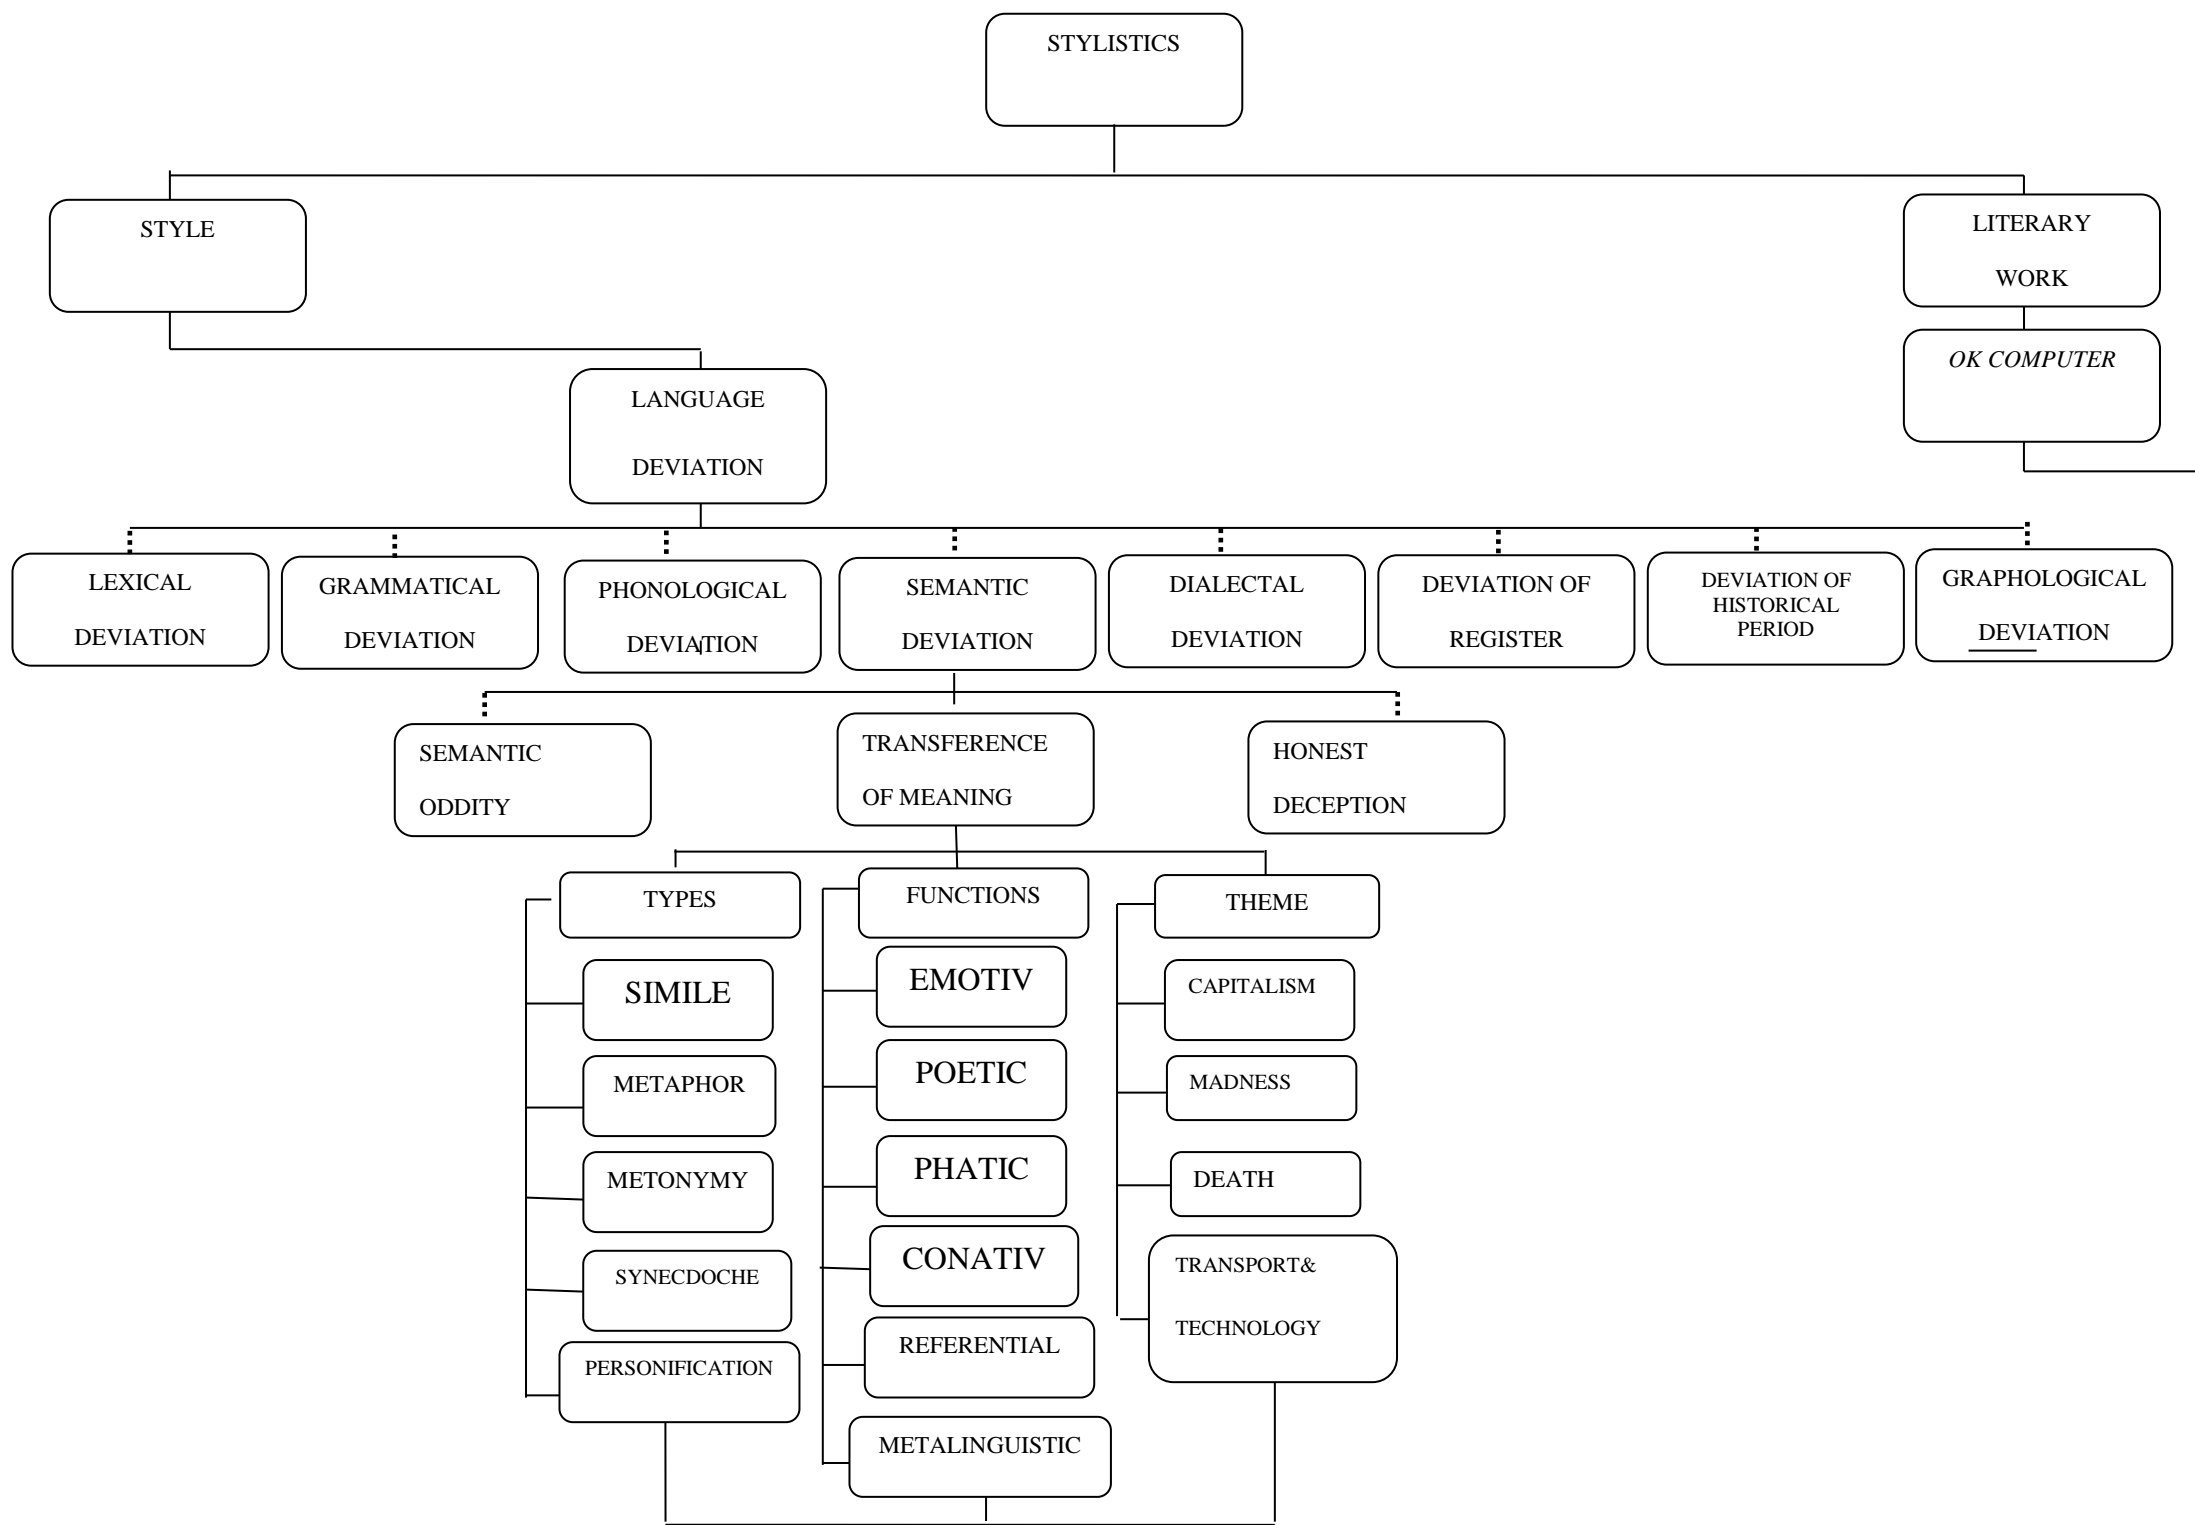 STYLISTICS
STYLE
LITERARY
WORK
OK COMPUTER
LANGUAGE
DEVIATION
LEXICAL
DEVIATION
GRAMMATICAL
DEVIATION
PHONOLOGICAL
DEVIATION
SEMANTIC
DEVIATION
DIALECTAL
DEVIATION
DEVIATION OF
REGISTER
DEVIATION OF
HISTORICAL
PERIOD
GRAPHOLOGICAL
DEVIATION
SEMANTIC
ODDITY
TRANSFERENCE
OF MEANING
HONEST
DECEPTION
TYPES
SIMILE
METAPHOR
METONYMY
SYNECDOCHE
PERSONIFICATION
FUNCTIONS
EMOTIV
POETIC
PHATIC
CONATIV
REFERENTIAL
METALINGUISTIC
THEME
CAPITALISM
MADNESS
DEATH
TRANSPORT&
TECHNOLOGY